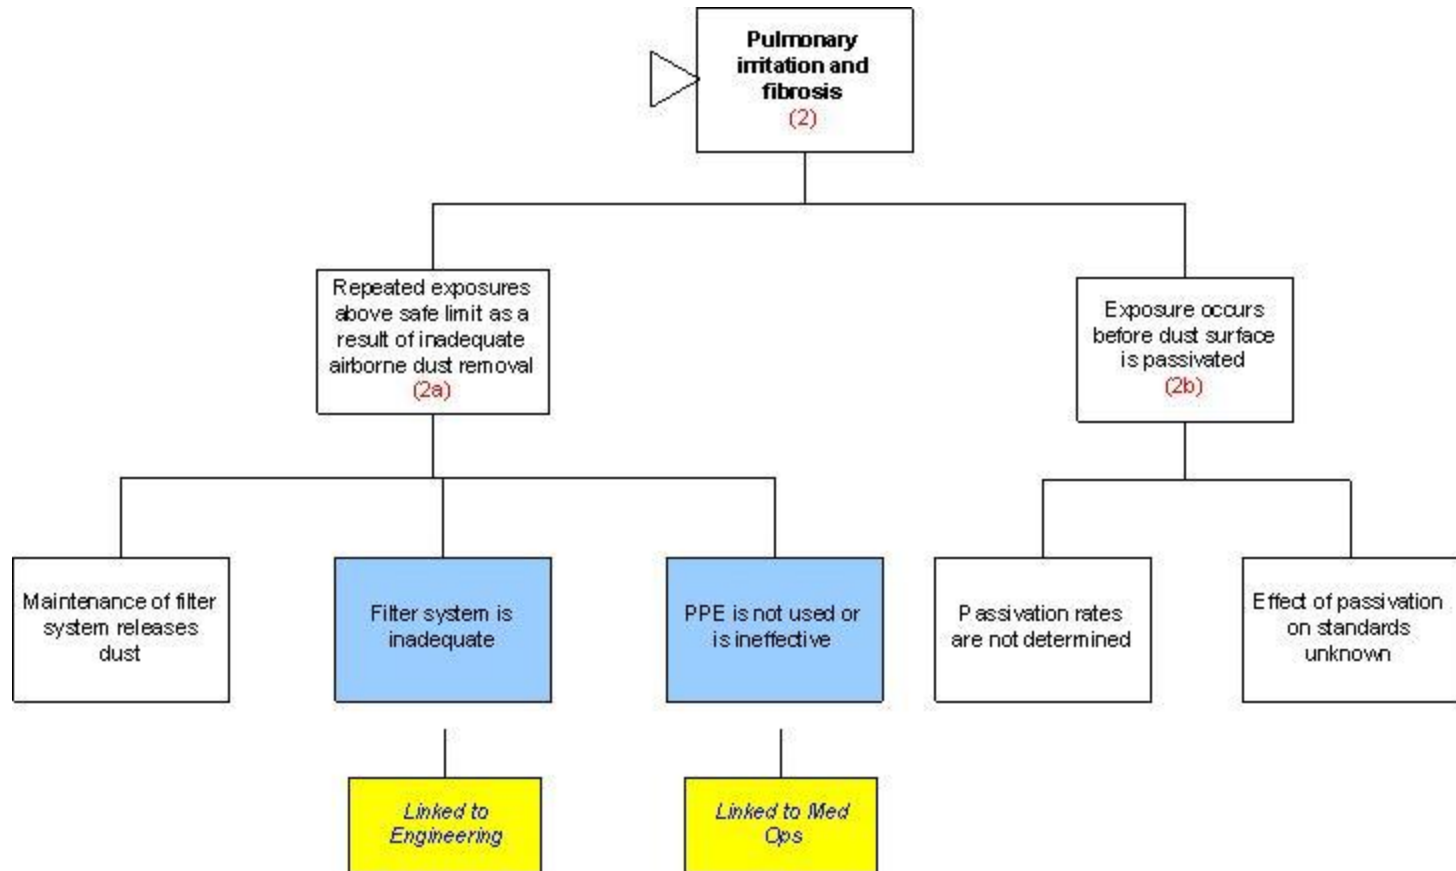 Pulmonary
irritation and
fibrosis
(2)
Repeated exposures
above safe limit as a
result of inadequate
airborne dust removal
(2a)
Exposure occurs
before dust surface
is passivated
(2b)
Maintenance of filter
system releases
dust
Filter system is
inadequate
PPE is not used or
is ineffective
Passivation rates
are not determined
Effect of passivation
on standards
unknown
Linked to
Engineering
Linked to Med
Ops